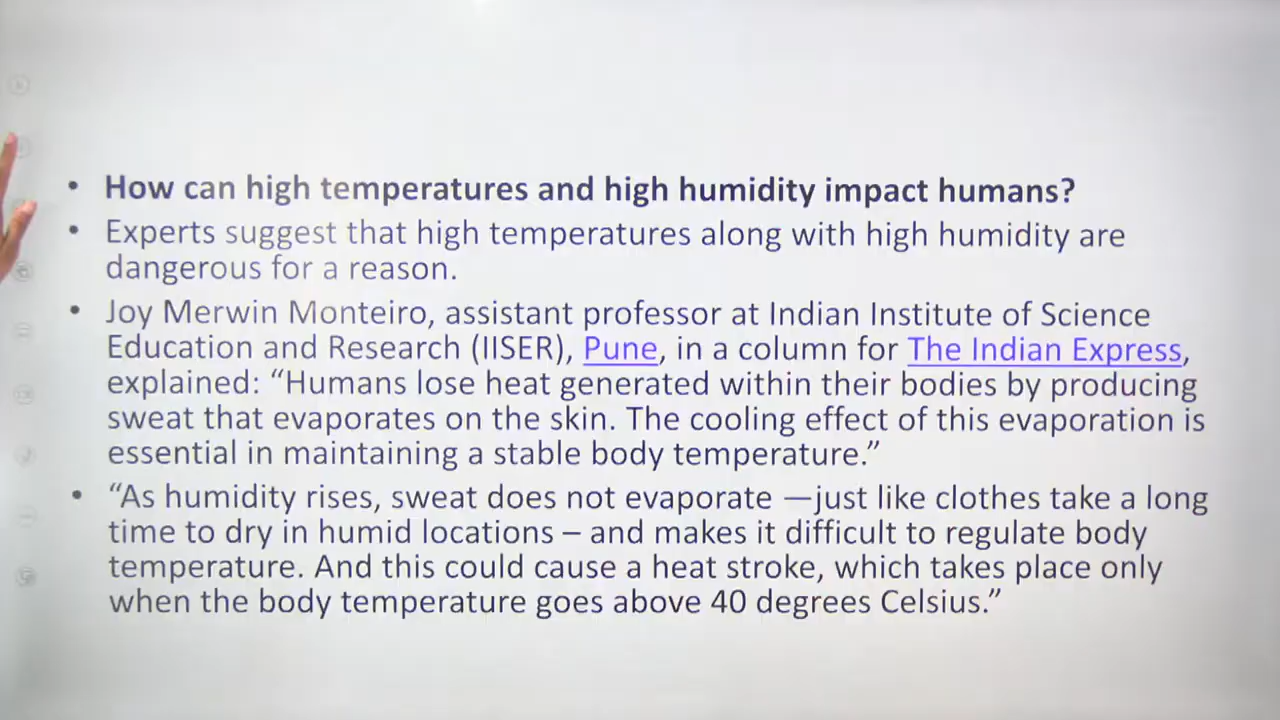 • How can high temperatures and high humidity impact humans?
• Experts suggest that high temperatures along with high humidity are
dangerous for a reason.
• Joy Merwin Monteiro, assistant professor at Indian Institute of Science
Education and Research (IISER), Pune, in a column for The Indian Express,
explained: “Humans lose heat generated within their bodies by producing
sweat that evaporates on the skin. The cooling effect of this evaporation is
essential in maintaining a stable body temperature.”
• “As humidity rises, sweat does not evaporate —just like clothes take a long
time to dry in humid locations – and makes it difficult to regulate body
temperature. And this could cause a heat stroke, which takes place only
when the body temperature goes above 40 degrees Celsius.”